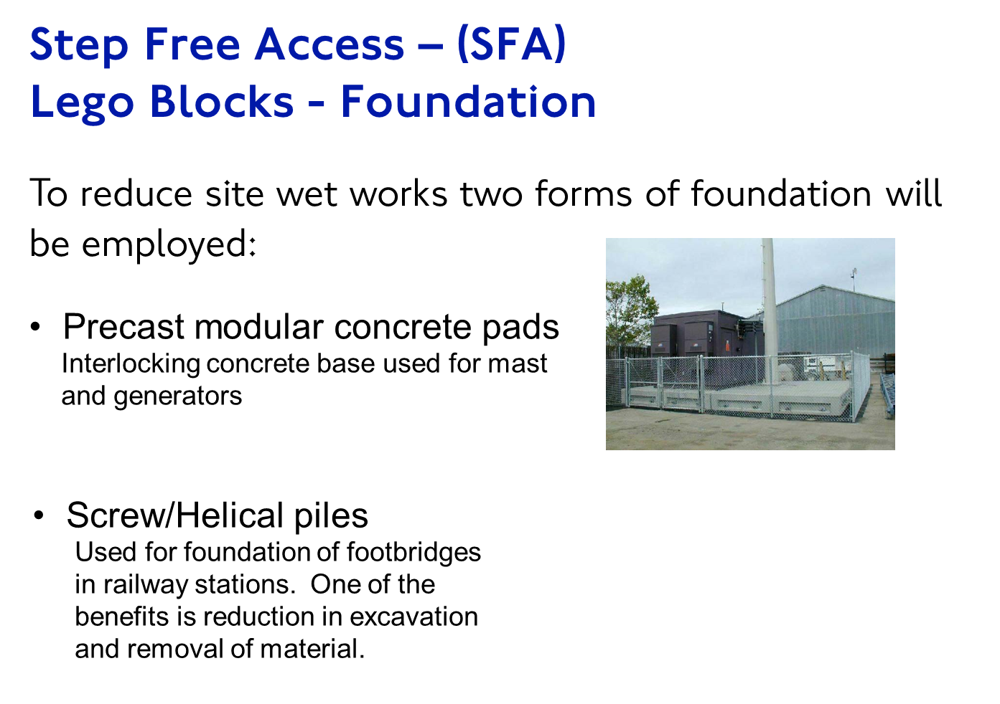 Step Free Access – (SFA)
Lego Blocks - Foundation
To reduce site wet works two forms of foundation will
be employed:
• Precast modular concrete pads
Interlocking concrete base used for mast
and generators
• Screw/Helical piles
Used for foundation of footbridges
in railway stations.  One of the
benefits is reduction in excavation
and removal of material.